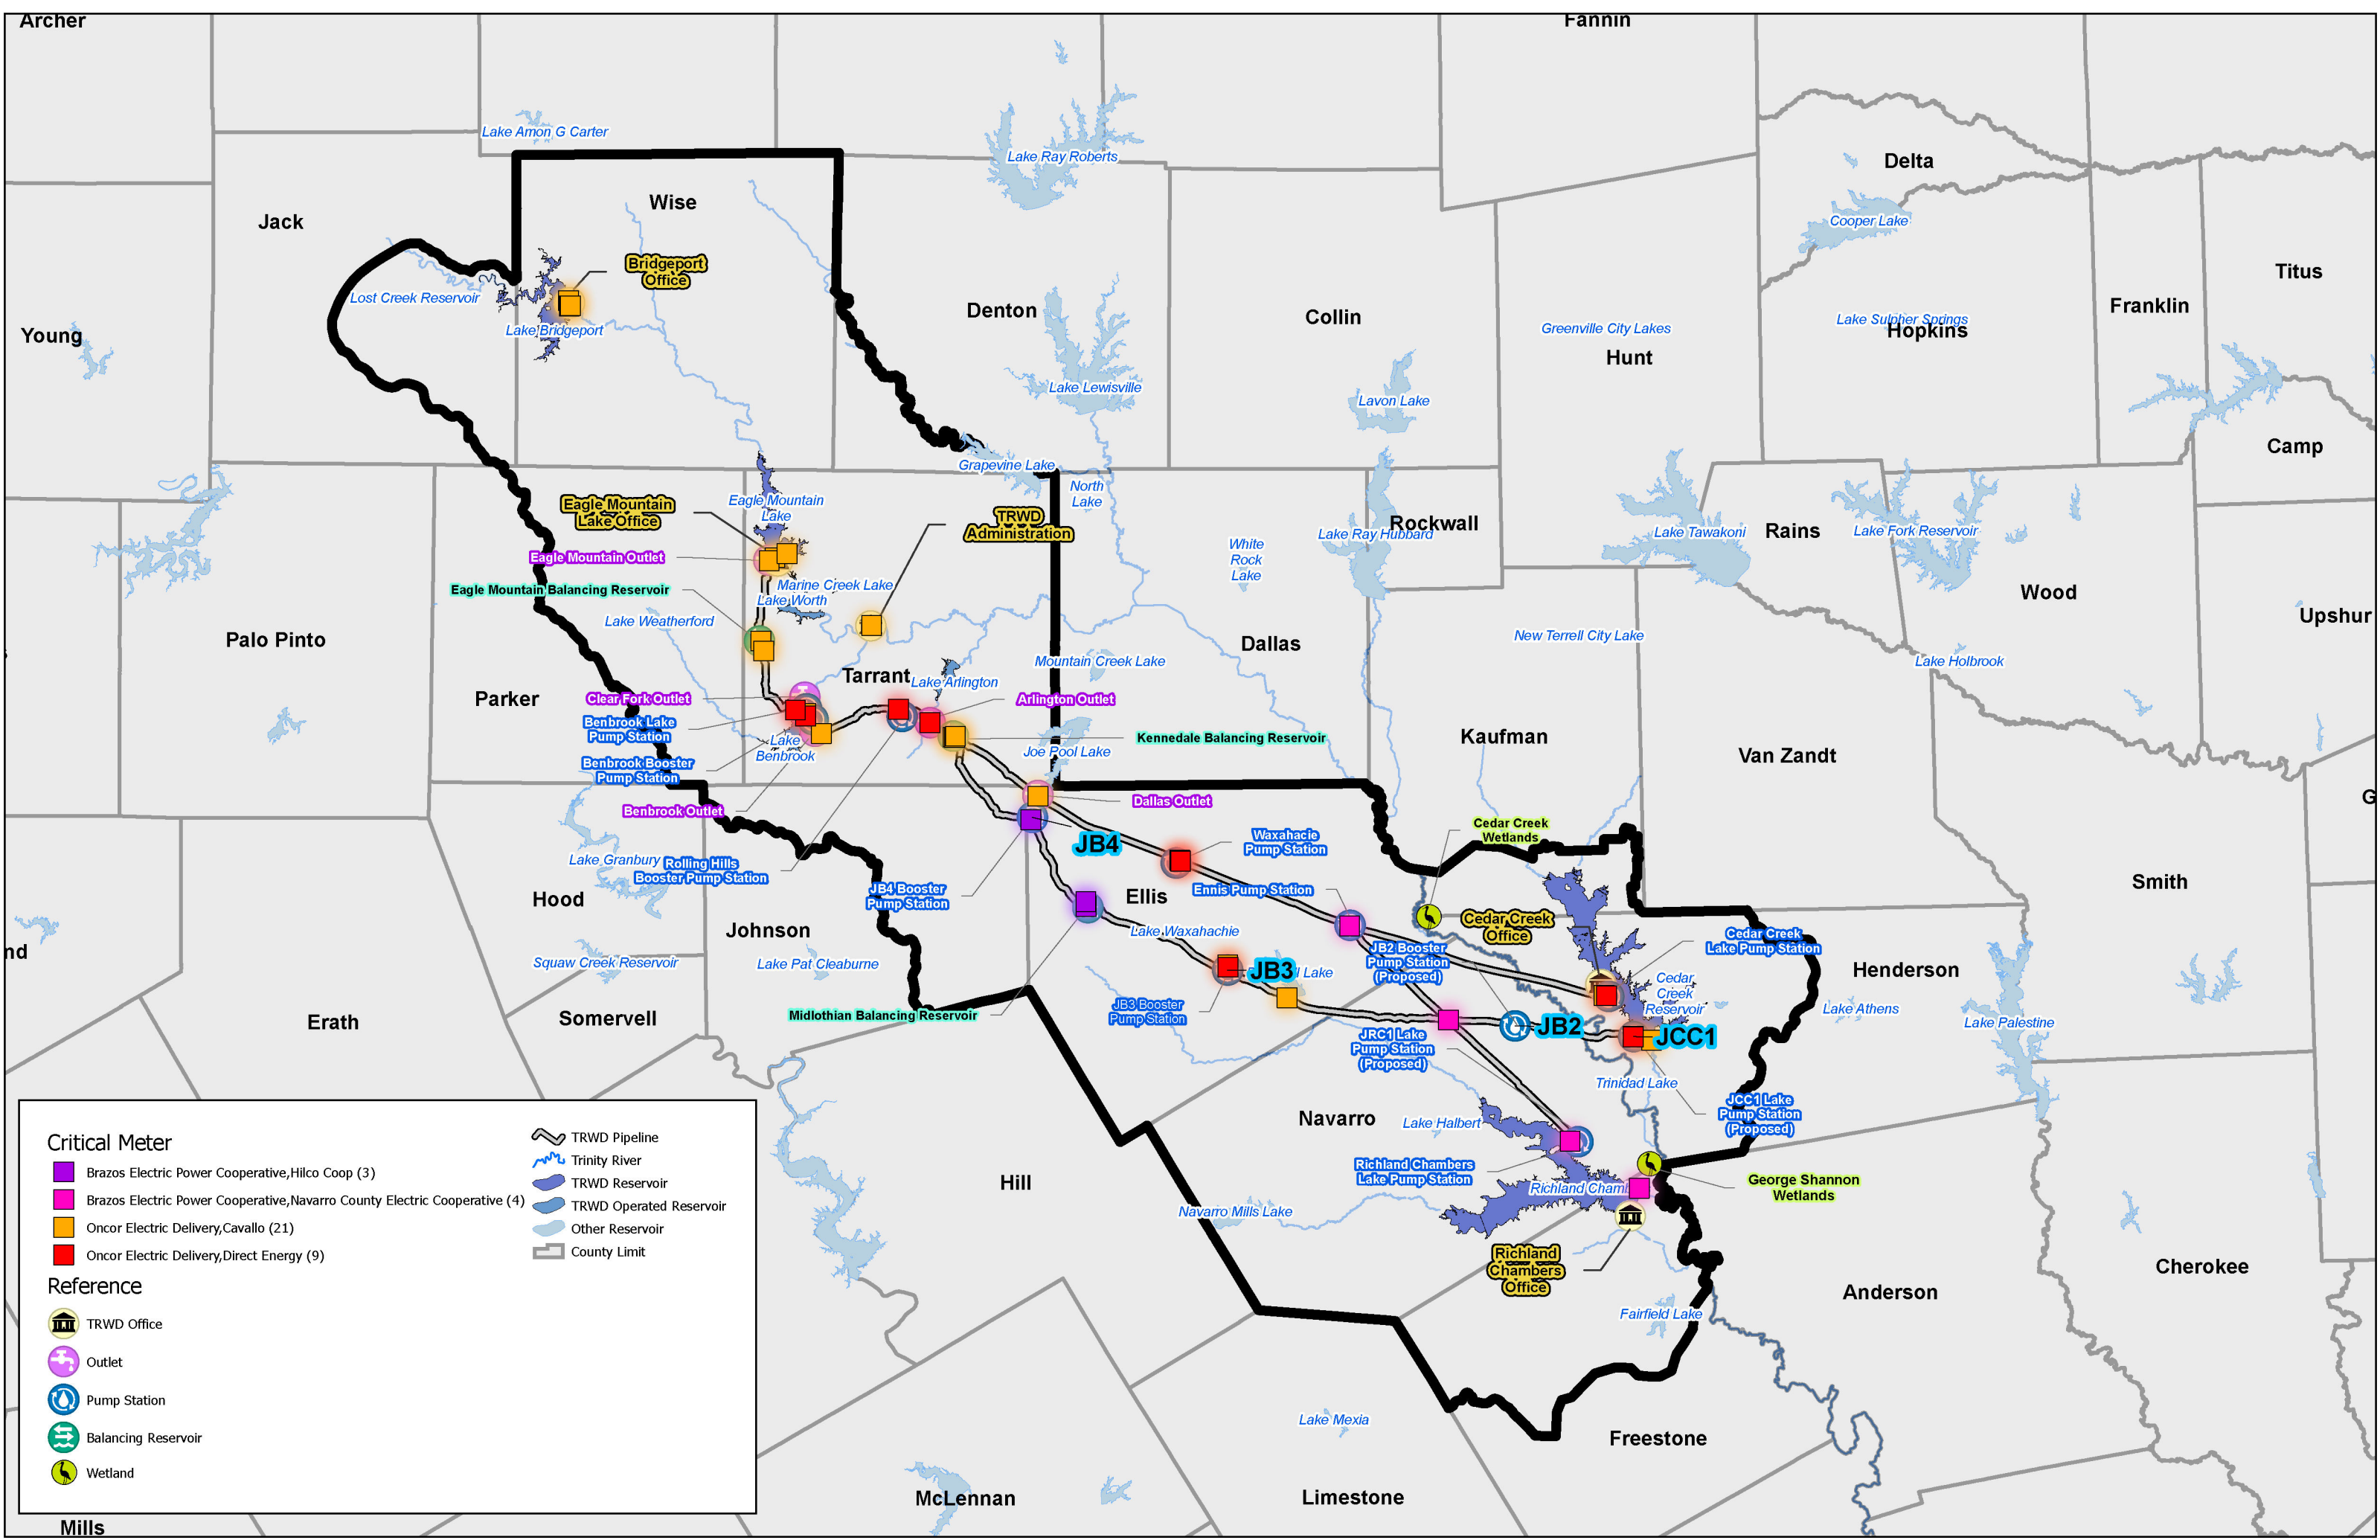 Archer
Fannin
Lake Amon G Carter
Lake Ray Roberts
Delta
Wise
Jack
Cooper Lake
Bridgeport
Office
Titus
Lost Creek Reservoir
Franklin
Denton
Collin
Lake Sulpher Springs
Hopkins
Greenville City Lakes
Young
Lake Bridgeport
Hunt
Lake Lewisville
Lavon Lake
Camp
Grapevine Lake
North
Lake
Eagle Mountain
Lake
Eagle Mountain
Lake Office
TRWD
Administration
Rockwall
Lake Ray Hubbard
Lake Tawakoni
Rains
Lake Fork Reservoir
White
Rock
Lake
Eagle Mountain Outlet
Marine Creek Lake
Eagle Mountain Balancing Reservoir
Lake Worth
Wood
Upshur
Lake Weatherford
Palo Pinto
New Terrell City Lake
Dallas
Mountain Creek Lake
Lake Holbrook
Tarrant
Lake Arlington
Parker
Clear Fork Outlet
Arlington Outlet
Benbrook Lake
Pump Station
Kennedale Balancing Reservoir
Kaufman
Lake
Benbrook
Joe Pool Lake
Van Zandt
Benbrook Booster
Pump Station
G
Dallas Outlet
Benbrook Outlet
Cedar Creek
Wetlands
JB4
Waxahacie
Pump Station
Lake Granbury
Rolling Hills
Booster Pump Station
Smith
JB4 Booster
Pump Station
Ellis
Ennis Pump Station
Hood
Cedar Creek
Office
Johnson
Lake Waxahachie
Cedar Creek
Lake Pump Station
nd
JB2 Booster
Pump Station
(Proposed)
Squaw Creek Reservoir
Lake Pat Cleaburne
JB3
Lake
Henderson
Cedar
Creek
Reservoir
JB3 Booster
Pump Station
Midlothian Balancing Reservoir
Lake Athens
Erath
Somervell
Lake Palestine
JB2
JCC1
JRC1 Lake
Pump Station
(Proposed)
Trinidad Lake
JCC1 Lake
Pump Station
(Proposed)
Navarro
Lake Halbert
Richland Chambers
Lake Pump Station
Hill
Richland Cham
George Shannon
Wetlands
Navarro Mills Lake
Richland
Chambers
Office
Cherokee
Anderson
Fairfield Lake
Lake Mexia
Freestone
McLennan
Limestone
Mills
Critical Meter
Brazos Electric Power Cooperative,Hilco Coop (3)
Brazos Electric Power Cooperative,Navarro County Electric Cooperative (4)
Oncor Electric Delivery,Cavallo (21)
Oncor Electric Delivery,Direct Energy (9)
Reference
TRWD Office
Outlet
Pump Station
Balancing Reservoir
Wetland
TRWD Pipeline
Trinity River
TRWD Reservoir
TRWD Operated Reservoir
Other Reservoir
County Limit